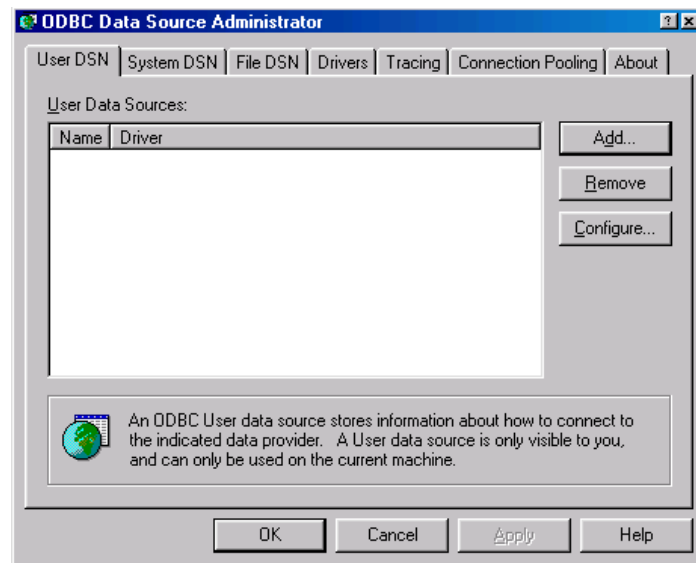 ODBC Data Source Administrator
User DSN System DSN File DSN Drivers Tracing Connection Pooling About
User Data Sources:
Name Driver
Add...
Remove
Configure...
An ODBC User data source stores information about how to connect to
the indicated data provider. A User data source is only visible to you,
and can only be used on the current machine.
OK Cancel Apply Help